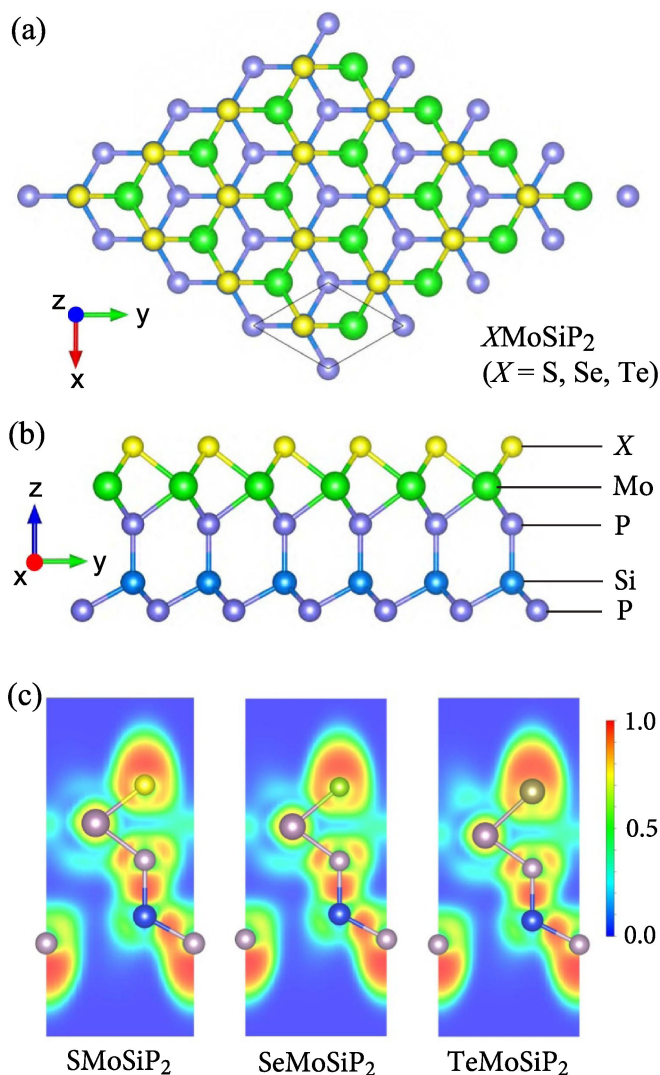 (a)
z
y
x
XMoSiP₂
(X = S, Se, Te)
(b)
z
x
y
X
Mo
P
Si
P
(c)
1.0
0.5
0.0
SMoSiP₂
SeMoSiP₂
TeMoSiP₂